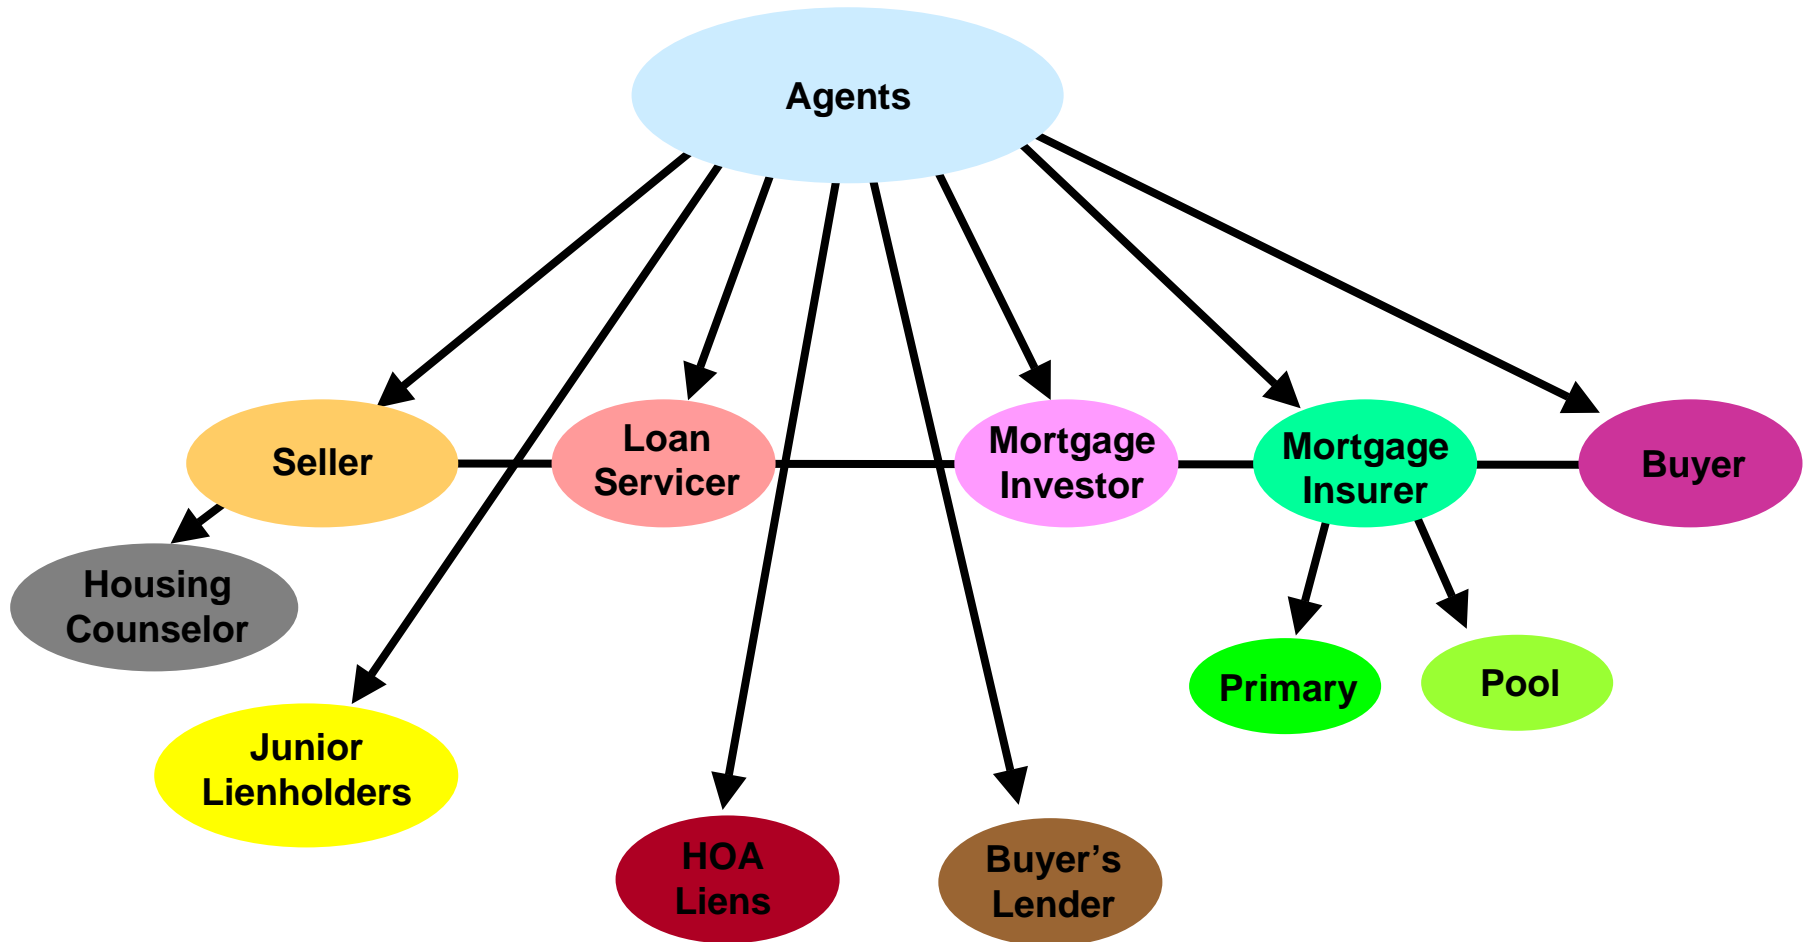 Agents
Seller
Loan
Servicer
Mortgage
Investor
Mortgage
Insurer
Buyer
Housing
Counselor
Primary
Pool
Junior
Lienholders
HOA
Liens
Buyer’s
Lender